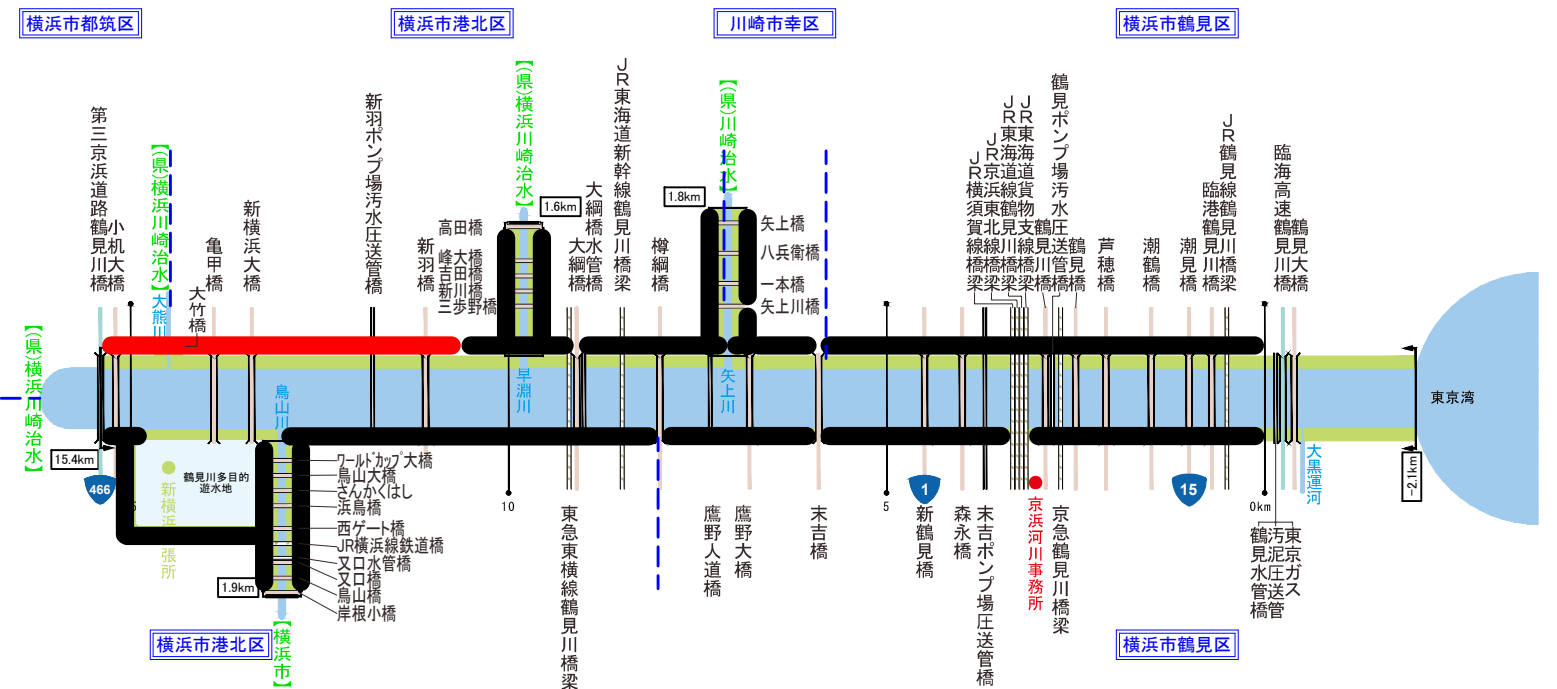 横浜市都筑区
横浜市港北区
川崎市幸区
横浜市鶴見区
第三京浜道路鶴見川橋
小机大橋
【(県)横浜川崎治水】
大熊川
大竹橋
亀甲橋
新横浜大橋
新羽ポンプ場汚水圧送管橋
新羽橋
高田橋
峰大橋
吉田橋
新川橋
三歩野橋
【(県)横浜川崎治水】
1.6km
大綱橋
大綱橋水管橋
JR東海道新幹線鶴見川橋梁
樽綱橋
1.8km
【(県)川崎治水】
矢上橋
八兵衛橋
一本橋
矢上川橋
JR横須賀線橋梁
JR京浜東北線橋梁
JR東海道線鶴見川橋梁
JR東海道貨物支線橋梁
鶴見川橋
鶴見ポンプ場汚水圧送管橋
鶴見橋
芦穂橋
潮鶴橋
潮見橋
臨港鶴見川橋
JR鶴見線鶴見川橋梁
臨海高速鶴見川橋
鶴見大橋
【(県)横浜川崎治水】
鳥山川
早淵川
矢上川
東京湾
15.4km
466
5
新横浜
張所
鶴見川多目的
遊水地
ワールドカップ大橋
鳥山大橋
さんかくはし
浜鳥橋
西ゲート橋
JR横浜線鉄道橋
又口水管橋
又口橋
鳥山橋
岸根小橋
1.9km
【横浜市】
10
東急東横線鶴見川橋梁
鷹野人道橋
鷹野大橋
末吉橋
5
1
新鶴見橋
森永橋
末吉ポンプ場圧送管橋
京浜河川事務所
京急鶴見川橋梁
15
0km
鶴見水管橋
汚泥圧送管
東京ガス
大黒運河
-2.1km
横浜市港北区
横浜市鶴見区